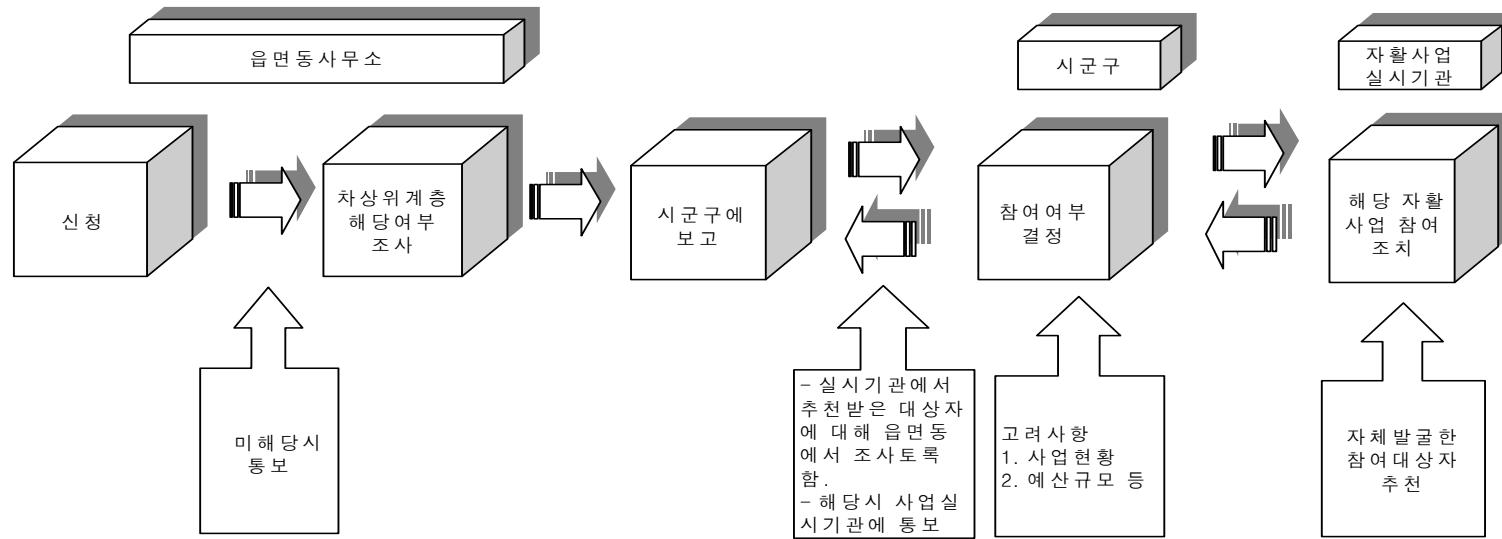 읍면동사무소
시군구
자활사업
실시기관
신청
차상위계층
해당여부
조사
시군구에
보고
참여여부
결정
해당 자활
사업 참여
조치
미해당시
통보
- 실시기관에서
추천받은 대상자
에 대해 읍면동
에서 조사토록
함.
- 해당시 사업실
시기관에 통보
고려사항
1. 사업현황
2. 예산규모 등
자체발굴한
참여대상자
추천